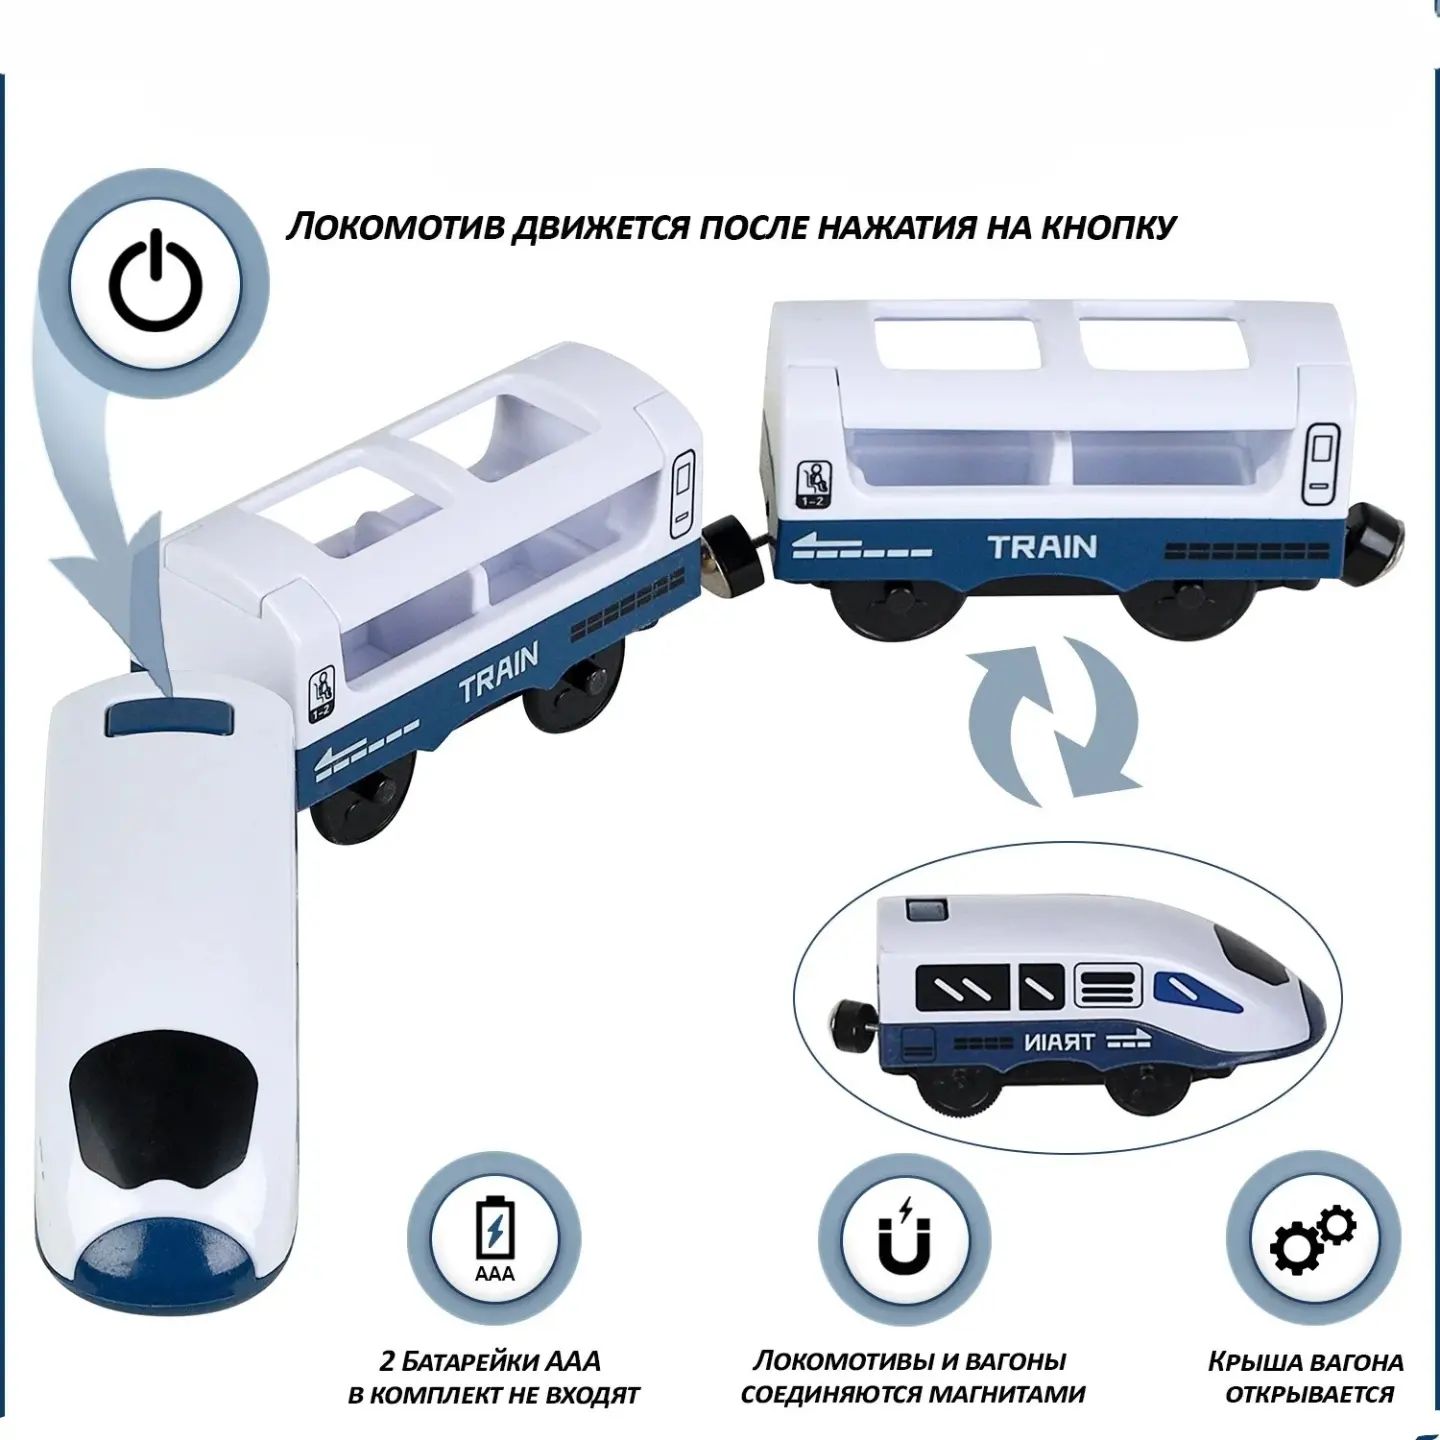 ЛОКОМОТИВ ДВИЖЕТСЯ ПОСЛЕ НАЖАТИЯ НА КНОПКУ
1-2
TRAIN
1-2
TRAIN
TRAIN
AAA
2 БАТАРЕЙКИ ААА
В КОМПЛЕКТ НЕ ВХОДЯТ
ЛОКОМОТИВЫ И ВАГОНЫ
СОЕДИНЯЮТСЯ МАГНИТАМИ
КРЫША ВАГОНА
ОТКРЫВАЕТСЯ